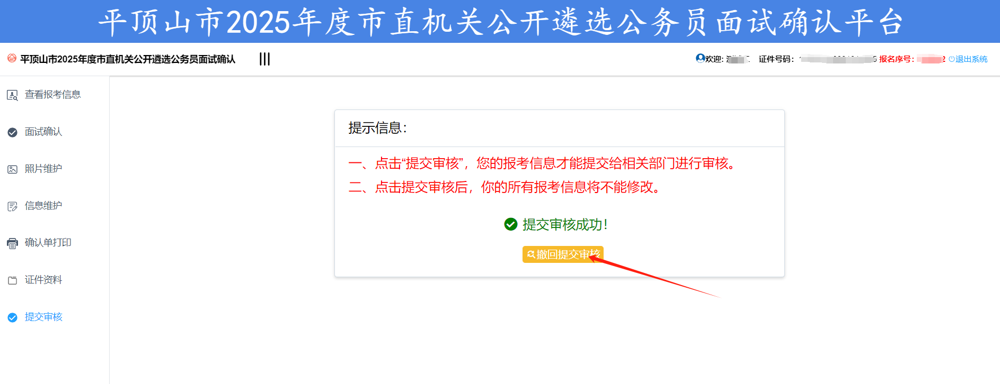 平顶山市2025年度市直机关公开遴选公务员面试确认平台
平顶山市2025年度市直机关公开遴选公务员面试确认
欢迎: 证件号码： 报名序号： 退出系统
查看报考信息
面试确认
照片维护
信息维护
确认单打印
证件资料
提交审核
提示信息：
一、点击“提交审核”，您的报考信息才能提交给相关部门进行审核。
二、点击提交审核后，你的所有报考信息将不能修改。
提交审核成功！
撤回提交审核